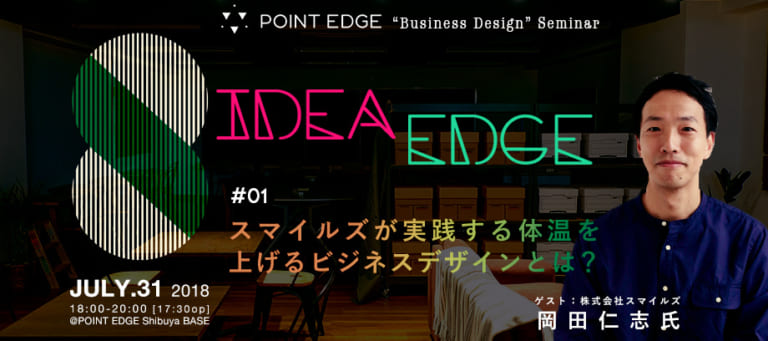 POINT EDGE "Business Design" Seminar
IDEA
EDGE
#01
スマイルズが実践する体温を
上げるビジネスデザインとは?
JULY.31 2018
18:00-20:00 [17:30op]
@POINT EDGE Shibuya BASE
ゲスト:株式会社スマイルズ
岡田仁志氏